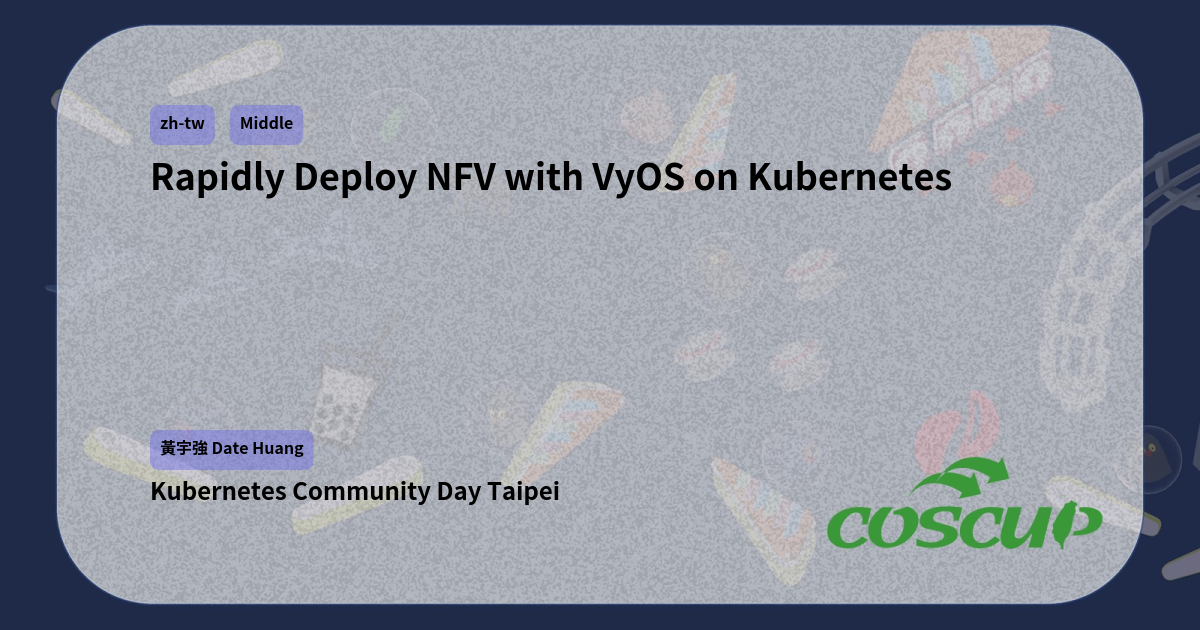 zh-tw Middle
Rapidly Deploy NFV with VyOS on Kubernetes
黃宇強 Date Huang
Kubernetes Community Day Taipei
COSCUP